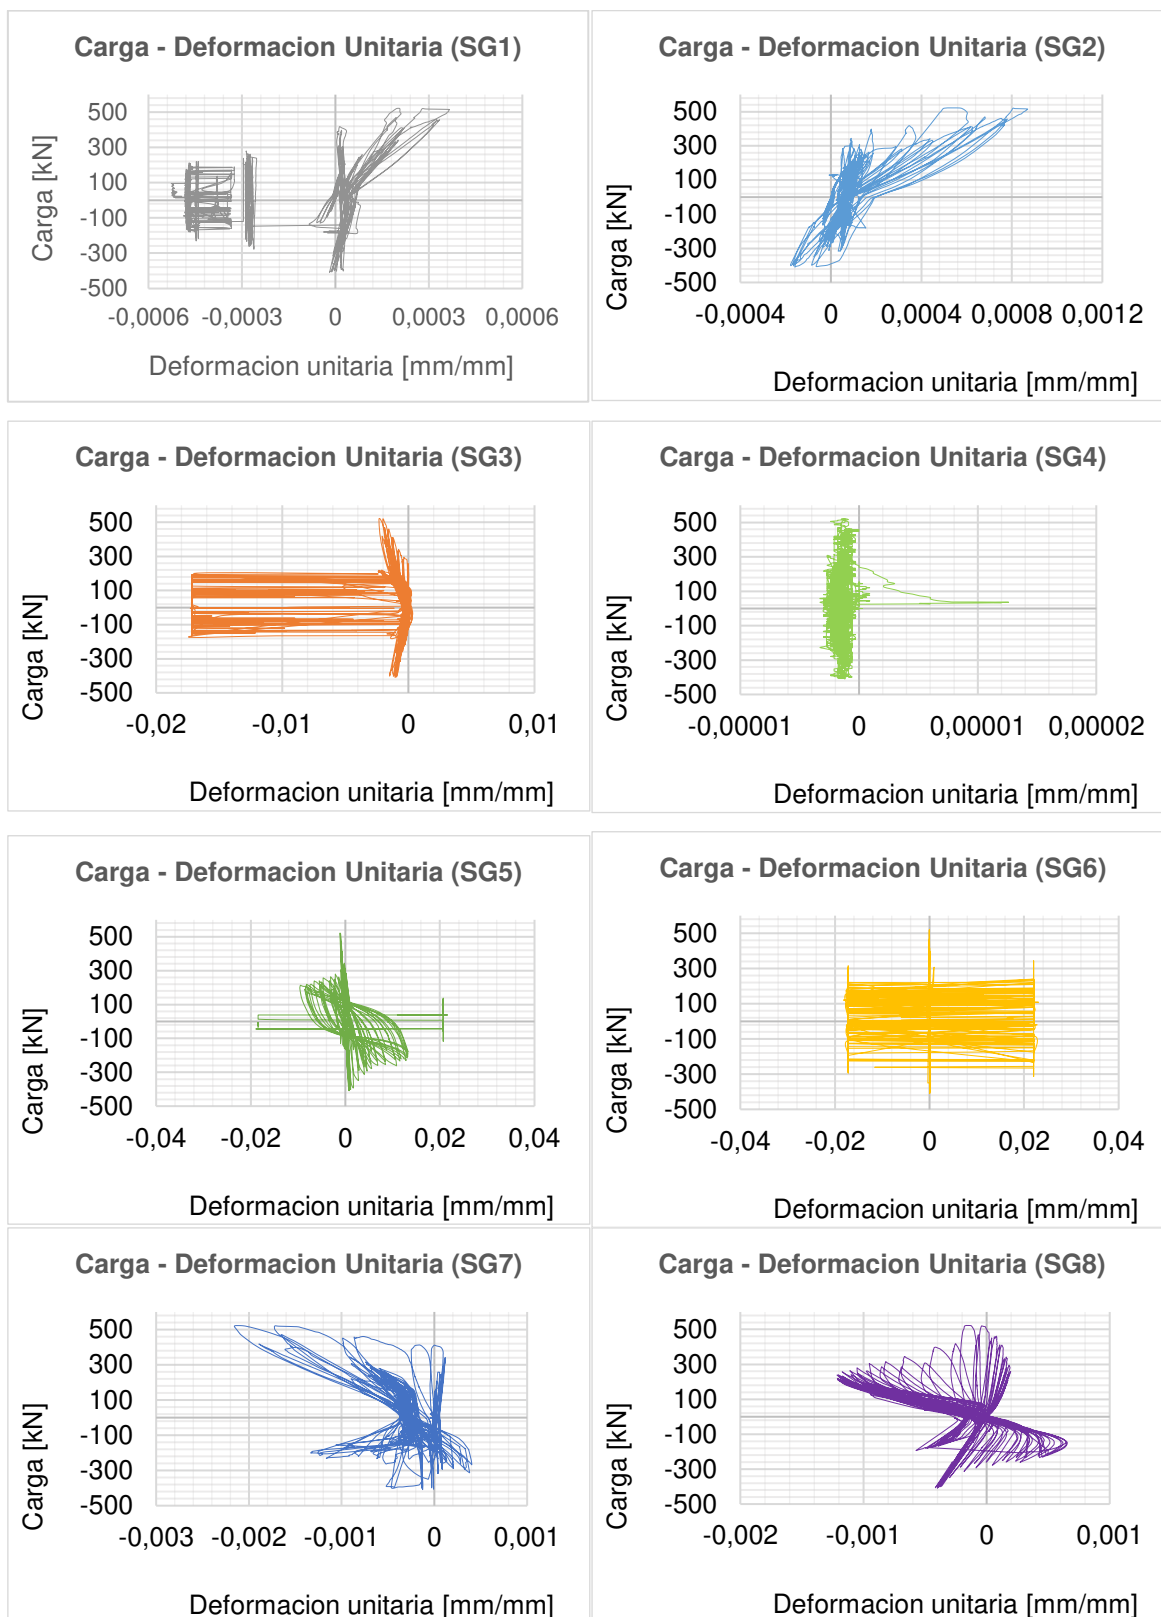 Carga - Deformacion Unitaria (SG1)
Carga [kN]
500
300
100
-100
-300
-500
-0,0006 -0,0003 0 0,0003 0,0006
Deformacion unitaria [mm/mm]
Carga - Deformacion Unitaria (SG2)
Carga [kN]
500
300
100
-100
-300
-500
-0,0004 0 0,0004 0,0008 0,0012
Deformacion unitaria [mm/mm]
Carga - Deformacion Unitaria (SG3)
Carga [kN]
500
300
100
-100
-300
-500
-0,02 -0,01 0 0,01
Deformacion unitaria [mm/mm]
Carga - Deformacion Unitaria (SG4)
Carga [kN]
500
300
100
-100
-300
-500
-0,00001 0 0,00001 0,00002
Deformacion unitaria [mm/mm]
Carga - Deformacion Unitaria (SG5)
Carga [kN]
500
300
100
-100
-300
-500
-0,04 -0,02 0 0,02 0,04
Deformacion unitaria [mm/mm]
Carga - Deformacion Unitaria (SG6)
Carga [kN]
500
300
100
-100
-300
-500
-0,04 -0,02 0 0,02 0,04
Deformacion unitaria [mm/mm]
Carga - Deformacion Unitaria (SG7)
Carga [kN]
500
300
100
-100
-300
-500
-0,003 -0,002 -0,001 0 0,001
Deformacion unitaria [mm/mm]
Carga - Deformacion Unitaria (SG8)
Carga [kN]
500
300
100
-100
-300
-500
-0,002 -0,001 0 0,001
Deformacion unitaria [mm/mm]